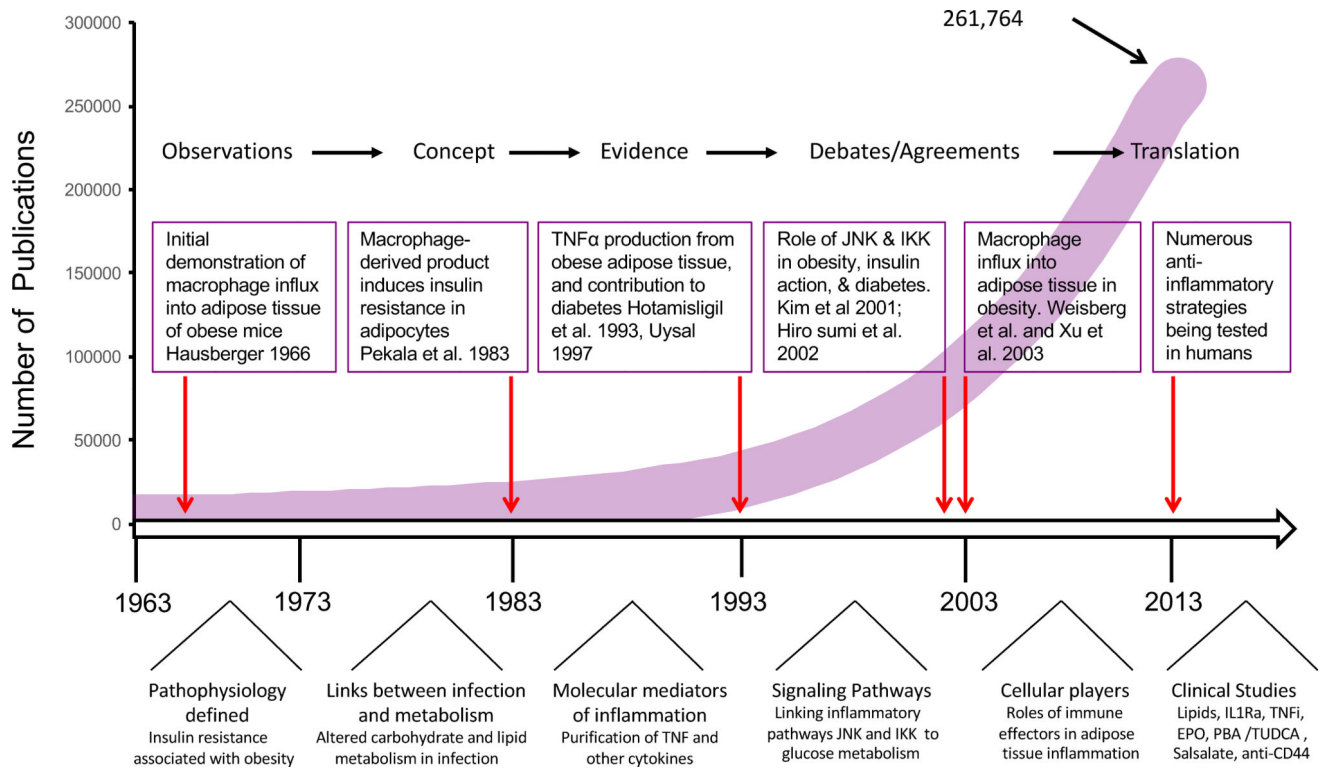 261,764
Number of Publications
300000
250000
200000
150000
100000
50000
0
Observations
Concept
Evidence
Debates/Agreements
Translation
Initial
demonstration of
macrophage influx
into adipose tissue
of obese mice
Hausberger 1966
Macrophage-
derived product
induces insulin
resistance in
adipocytes
Pekala et al. 1983
TNFα production from
obese adipose tissue,
and contribution to
diabetes Hotamisligil
et al. 1993, Uysal
1997
Role of JNK & IKK
in obesity, insulin
action, & diabetes.
Kim et al 2001;
Hiro sumi et al.
2002
Macrophage
influx into
adipose tissue in
obesity. Weisberg
et al. and Xu et
al. 2003
Numerous
anti-
inflammatory
strategies
being tested
in humans
1963
1973
1983
1993
2003
2013
Pathophysiology
defined
Insulin resistance
associated with obesity
Links between infection
and metabolism
Altered carbohydrate and lipid
metabolism in infection
Molecular mediators
of inflammation
Purification of TNF and
other cytokines
Signaling Pathways
Linking inflammatory
pathways JNK and IKK to
glucose metabolism
Cellular players
Roles of immune
effectors in adipose
tissue inflammation
Clinical Studies
Lipids, IL1Ra, TNFi,
EPO, PBA /TUDCA ,
Salsalate, anti-CD44